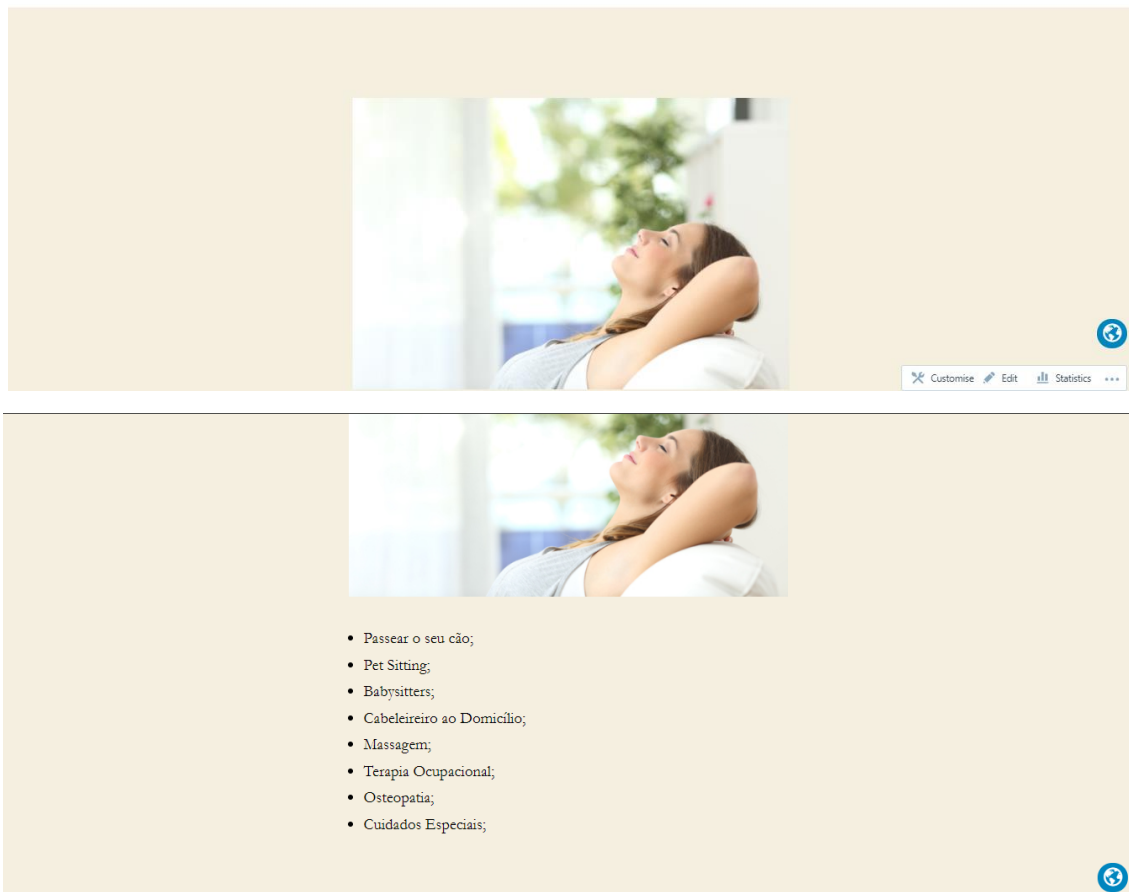 Customise Edit Statistics
Passear o seu cão;
Pet Sitting;
Babysitters;
Cabeleireiro ao Domicílio;
Massagem;
Terapia Ocupacional;
Osteopatia;
Cuidados Especiais;